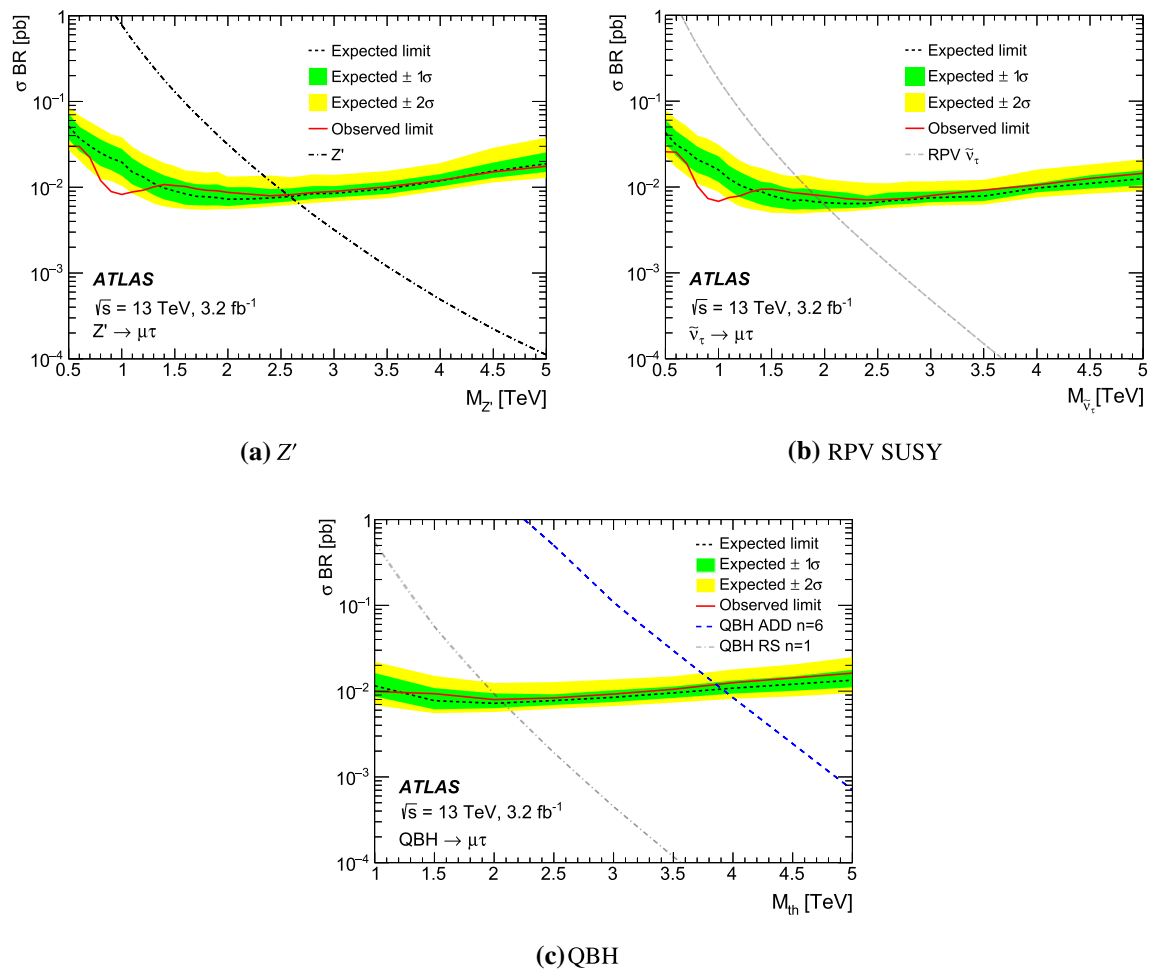 σ BR [pb]
1
10⁻¹
10⁻²
10⁻³
10⁻⁴
Expected limit
Expected ± 1σ
Expected ± 2σ
Observed limit
Z'
ATLAS
√s = 13 TeV, 3.2 fb⁻¹
Z' → μτ
0.5 1 1.5 2 2.5 3 3.5 4 4.5 5
M_Z' [TeV]
(a) Z′
σ BR [pb]
1
10⁻¹
10⁻²
10⁻³
10⁻⁴
Expected limit
Expected ± 1σ
Expected ± 2σ
Observed limit
RPV ν̃_τ
ATLAS
√s = 13 TeV, 3.2 fb⁻¹
ν̃_τ → μτ
0.5 1 1.5 2 2.5 3 3.5 4 4.5 5
M_ν̃_τ [TeV]
(b) RPV SUSY
σ BR [pb]
1
10⁻¹
10⁻²
10⁻³
10⁻⁴
Expected limit
Expected ± 1σ
Expected ± 2σ
Observed limit
QBH ADD n=6
QBH RS n=1
ATLAS
√s = 13 TeV, 3.2 fb⁻¹
QBH → μτ
1 1.5 2 2.5 3 3.5 4 4.5 5
M_th [TeV]
(c) QBH